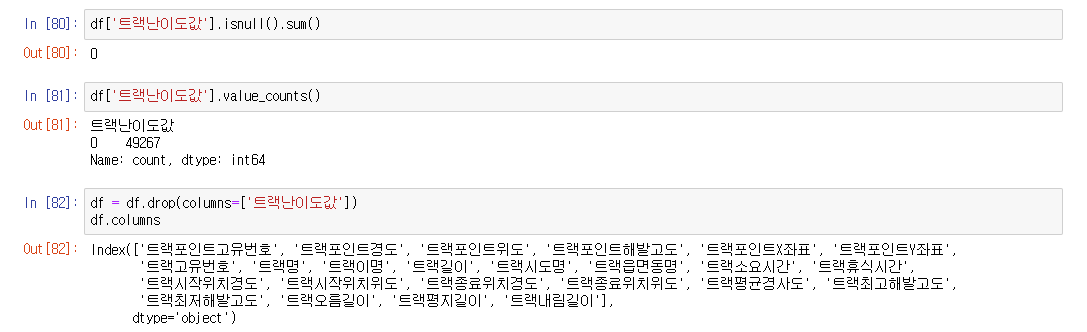 In [80]: df['트랙난이도값'].isnull().sum()
Out[80]: 0
In [81]: df['트랙난이도값'].value_counts()
Out[81]: 트랙난이도값
0    49267
Name: count, dtype: int64
In [82]: df = df.drop(columns=['트랙난이도값'])
df.columns
Out[82]: Index(['트랙포인트고유번호', '트랙포인트경도', '트랙포인트위도', '트랙포인트해발고도', '트랙포인트X좌표', '트랙포인트Y좌표',
'트랙고유번호', '트랙명', '트랙이명', '트랙길이', '트랙시도명', '트랙읍면동명', '트랙소요시간', '트랙휴식시간',
'트랙시작위치경도', '트랙시작위치위도', '트랙종료위치경도', '트랙종료위치위도', '트랙평균경사도', '트랙최고해발고도',
'트랙최저해발고도', '트랙오름길이', '트랙평지길이', '트랙내림길이'],
dtype='object')